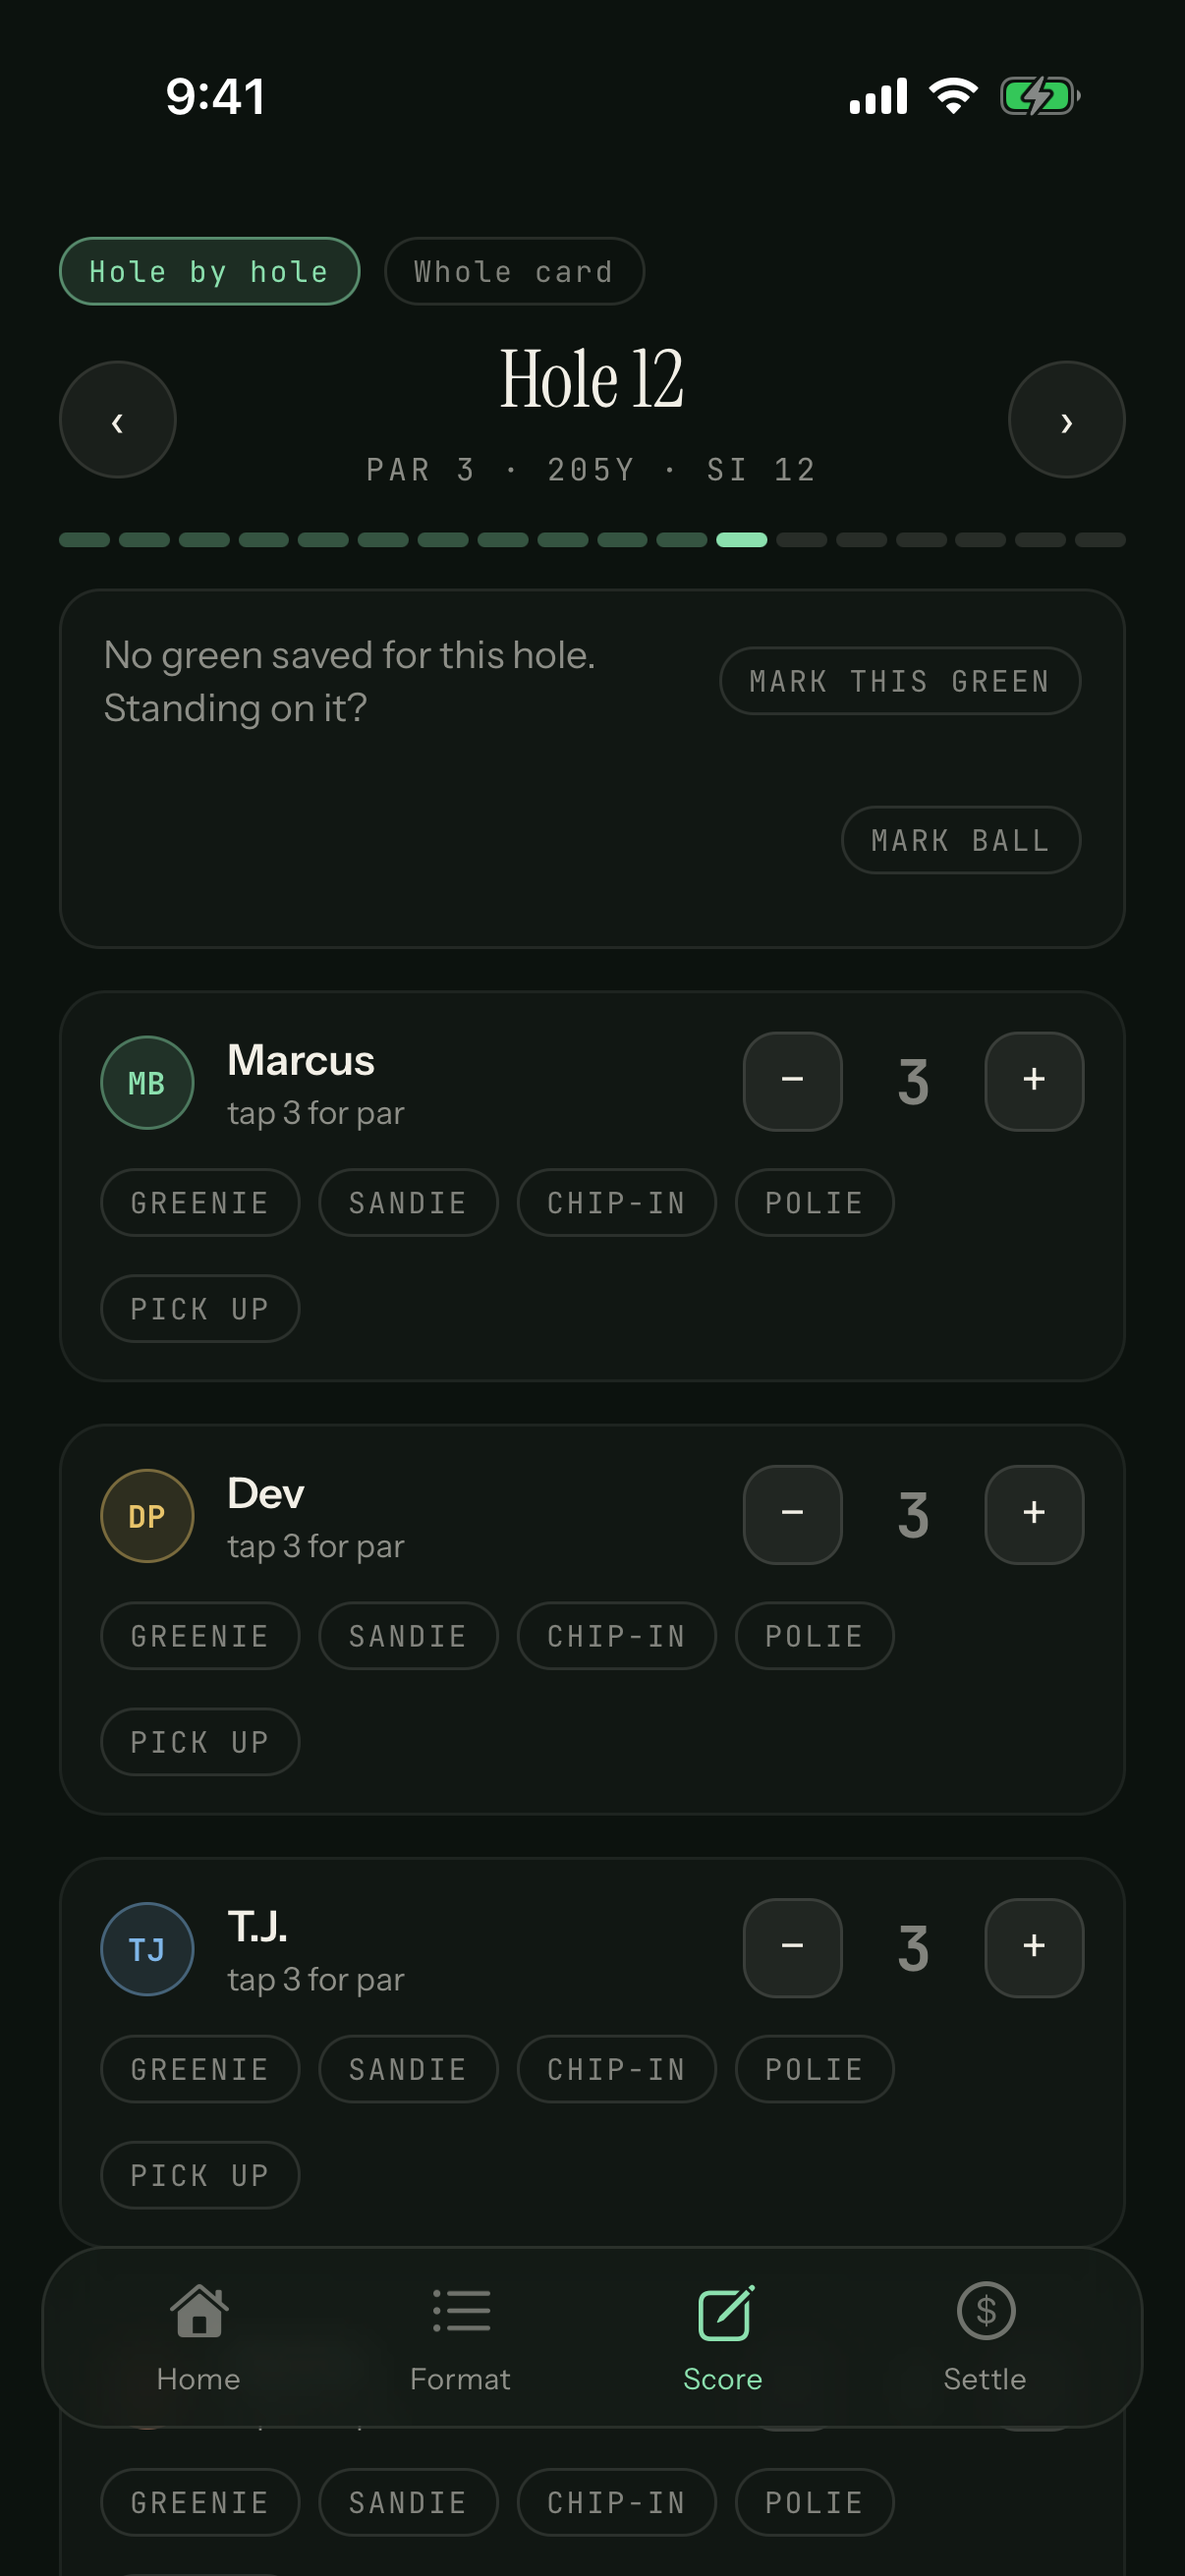 9:41
Hole by hole Whole card
‹ Hole 12 ›
PAR 3 · 205Y · SI 12
No green saved for this hole.
Standing on it?
MARK THIS GREEN
MARK BALL
MB Marcus − 3 +
tap 3 for par
GREENIE SANDIE CHIP-IN POLIE
PICK UP
DP Dev − 3 +
tap 3 for par
GREENIE SANDIE CHIP-IN POLIE
PICK UP
TJ T.J. − 3 +
tap 3 for par
GREENIE SANDIE CHIP-IN POLIE
PICK UP
Home Format Score Settle
GREENIE SANDIE CHIP-IN POLIE